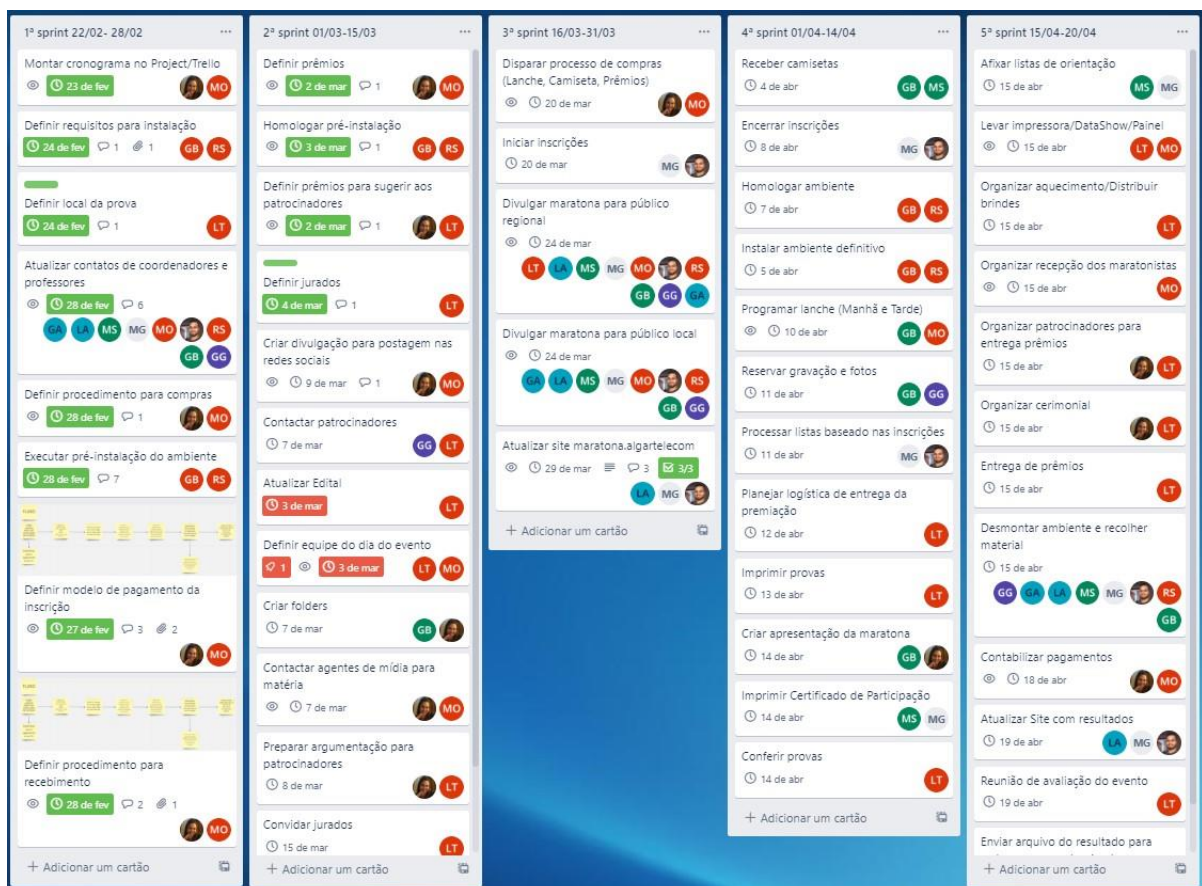 1ª sprint 22/02- 28/02
Montar cronograma no Project/Trello
23 de fev
MO
Definir requisitos para instalação
24 de fev 1 1
GB RS
Definir local da prova
24 de fev 1
LT
Atualizar contatos de coordenadores e
professores
28 de fev 6
GA LA MS MG MO RS
GB GG
Definir procedimento para compras
28 de fev 1
MO
Executar pré-instalação do ambiente
28 de fev 7
GB RS
Definir modelo de pagamento da
inscrição
27 de fev 3 2
MO
Definir procedimento para
recebimento
28 de fev 2 1
MO
+ Adicionar um cartão
2ª sprint 01/03-15/03
Definir prêmios
2 de mar 1
MO
Homologar pré-instalação
3 de mar 1
GB RS
Definir prêmios para sugerir aos
patrocinadores
2 de mar 1
LT
Definir jurados
4 de mar 1
LT
Criar divulgação para postagem nas
redes sociais
9 de mar 1
MO
Contactar patrocinadores
7 de mar
GG LT
Atualizar Edital
3 de mar
LT
Definir equipe do dia do evento
1 3 de mar
LT MO
Criar folders
7 de mar
GB
Contactar agentes de mídia para
matéria
7 de mar
MO
Preparar argumentação para
patrocinadores
8 de mar
LT
Convidar jurados
15 de mar
LT
+ Adicionar um cartão
3ª sprint 16/03-31/03
Disparar processo de compras
(Lanche, Camiseta, Prêmios)
20 de mar
MO
Iniciar inscrições
20 de mar
MG
Divulgar maratona para público
regional
24 de mar
LT LA MS MG MO RS
GB GG GA
Divulgar maratona para público local
24 de mar
GA LA MS MG MO RS
GB GG
Atualizar site maratona.algartelecom
29 de mar 3 3/3
LA MG
+ Adicionar um cartão
4ª sprint 01/04-14/04
Receber camisetas
4 de abr
GB MS
Encerrar inscrições
8 de abr
MG
Homologar ambiente
7 de abr
GB RS
Instalar ambiente definitivo
5 de abr
GB RS
Programar lanche (Manhã e Tarde)
10 de abr
GB MO
Reservar gravação e fotos
11 de abr
GB GG
Processar listas baseado nas inscrições
11 de abr
MG
Planejar logística de entrega da
premiação
12 de abr
LT
Imprimir provas
13 de abr
LT
Criar apresentação da maratona
14 de abr
GB
Imprimir Certificado de Participação
14 de abr
MS MG
Conferir provas
14 de abr
LT
+ Adicionar um cartão
5ª sprint 15/04-20/04
Afixar listas de orientação
15 de abr
MS MG
Levar impressora/DataShow/Painel
15 de abr
LT MO
Organizar aquecimento/Distribuir
brindes
15 de abr
LT
Organizar recepção dos maratonistas
15 de abr
MO
Organizar patrocinadores para
entrega prêmios
15 de abr
LT
Organizar cerimonial
15 de abr
LT
Entrega de prêmios
15 de abr
LT
Desmontar ambiente e recolher
material
15 de abr
GG GA LA MS MG RS
GB
Contabilizar pagamentos
18 de abr
MO
Atualizar Site com resultados
19 de abr
LA MG
Reunião de avaliação do evento
19 de abr
LT
Enviar arquivo do resultado para
+ Adicionar um cartão